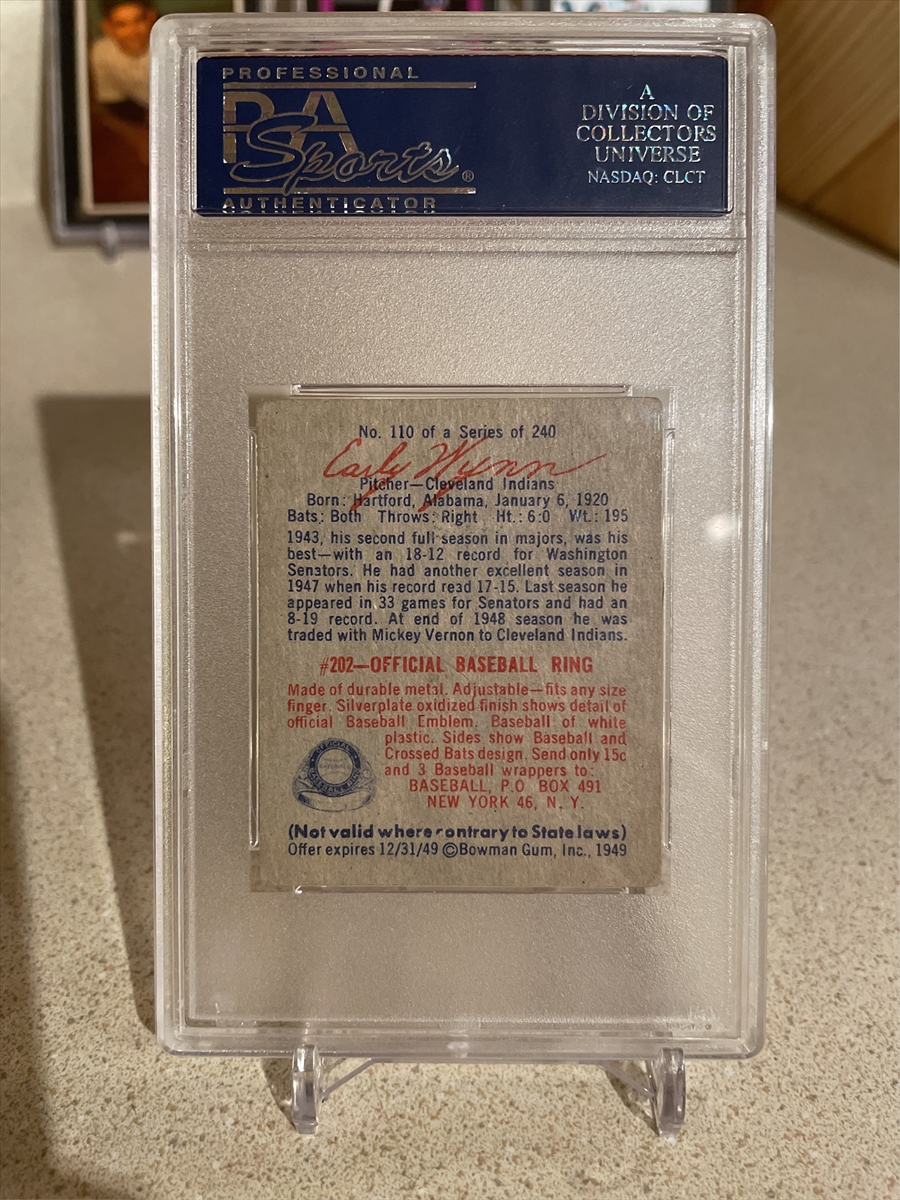 PROFESSIONAL
PSA
Sports®
AUTHENTICATOR
A
DIVISION OF
COLLECTORS
UNIVERSE
NASDAQ: CLCT
No. 110 of a Series of 240
Early Wynn
Pitcher—Cleveland Indians
Born: Hartford, Alabama, January 6, 1920
Bats: Both Throws: Right Ht.: 6:0 Wt.: 195
1943, his second full season in majors, was his
best—with an 18-12 record for Washington
Senators. He had another excellent season in
1947 when his record read 17-15. Last season he
appeared in 33 games for Senators and had an
8-19 record. At end of 1948 season he was
traded with Mickey Vernon to Cleveland Indians.
#202—OFFICIAL BASEBALL RING
Made of durable metal. Adjustable—fits any size
finger. Silverplate oxidized finish shows detail of
official Baseball Emblem. Baseball of white
plastic. Sides show Baseball and
Crossed Bats design. Send only 15c
and 3 Baseball wrappers to:
BASEBALL, P.O BOX 491
NEW YORK 46, N. Y.
OFFICIAL
BASEBALL RING
(Not valid where contrary to State laws)
Offer expires 12/31/49 ©Bowman Gum, Inc., 1949